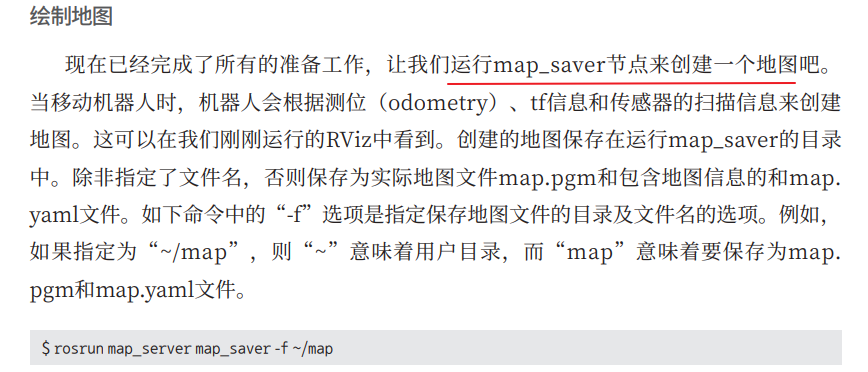 绘制地图
现在已经完成了所有的准备工作，让我们运行map_saver节点来创建一个地图吧。
当移动机器人时，机器人会根据测位（odometry）、tf信息和传感器的扫描信息来创建
地图。这可以在我们刚刚运行的RViz中看到。创建的地图保存在运行map_saver的目录
中。除非指定了文件名，否则保存为实际地图文件map.pgm和包含地图信息的和map.
yaml文件。如下命令中的“-f”选项是指定保存地图文件的目录及文件名的选项。例如，
如果指定为“~/map”，则“~”意味着用户目录，而“map”意味着要保存为map.
pgm和map.yaml文件。
$ rosrun map_server map_saver -f ~/map